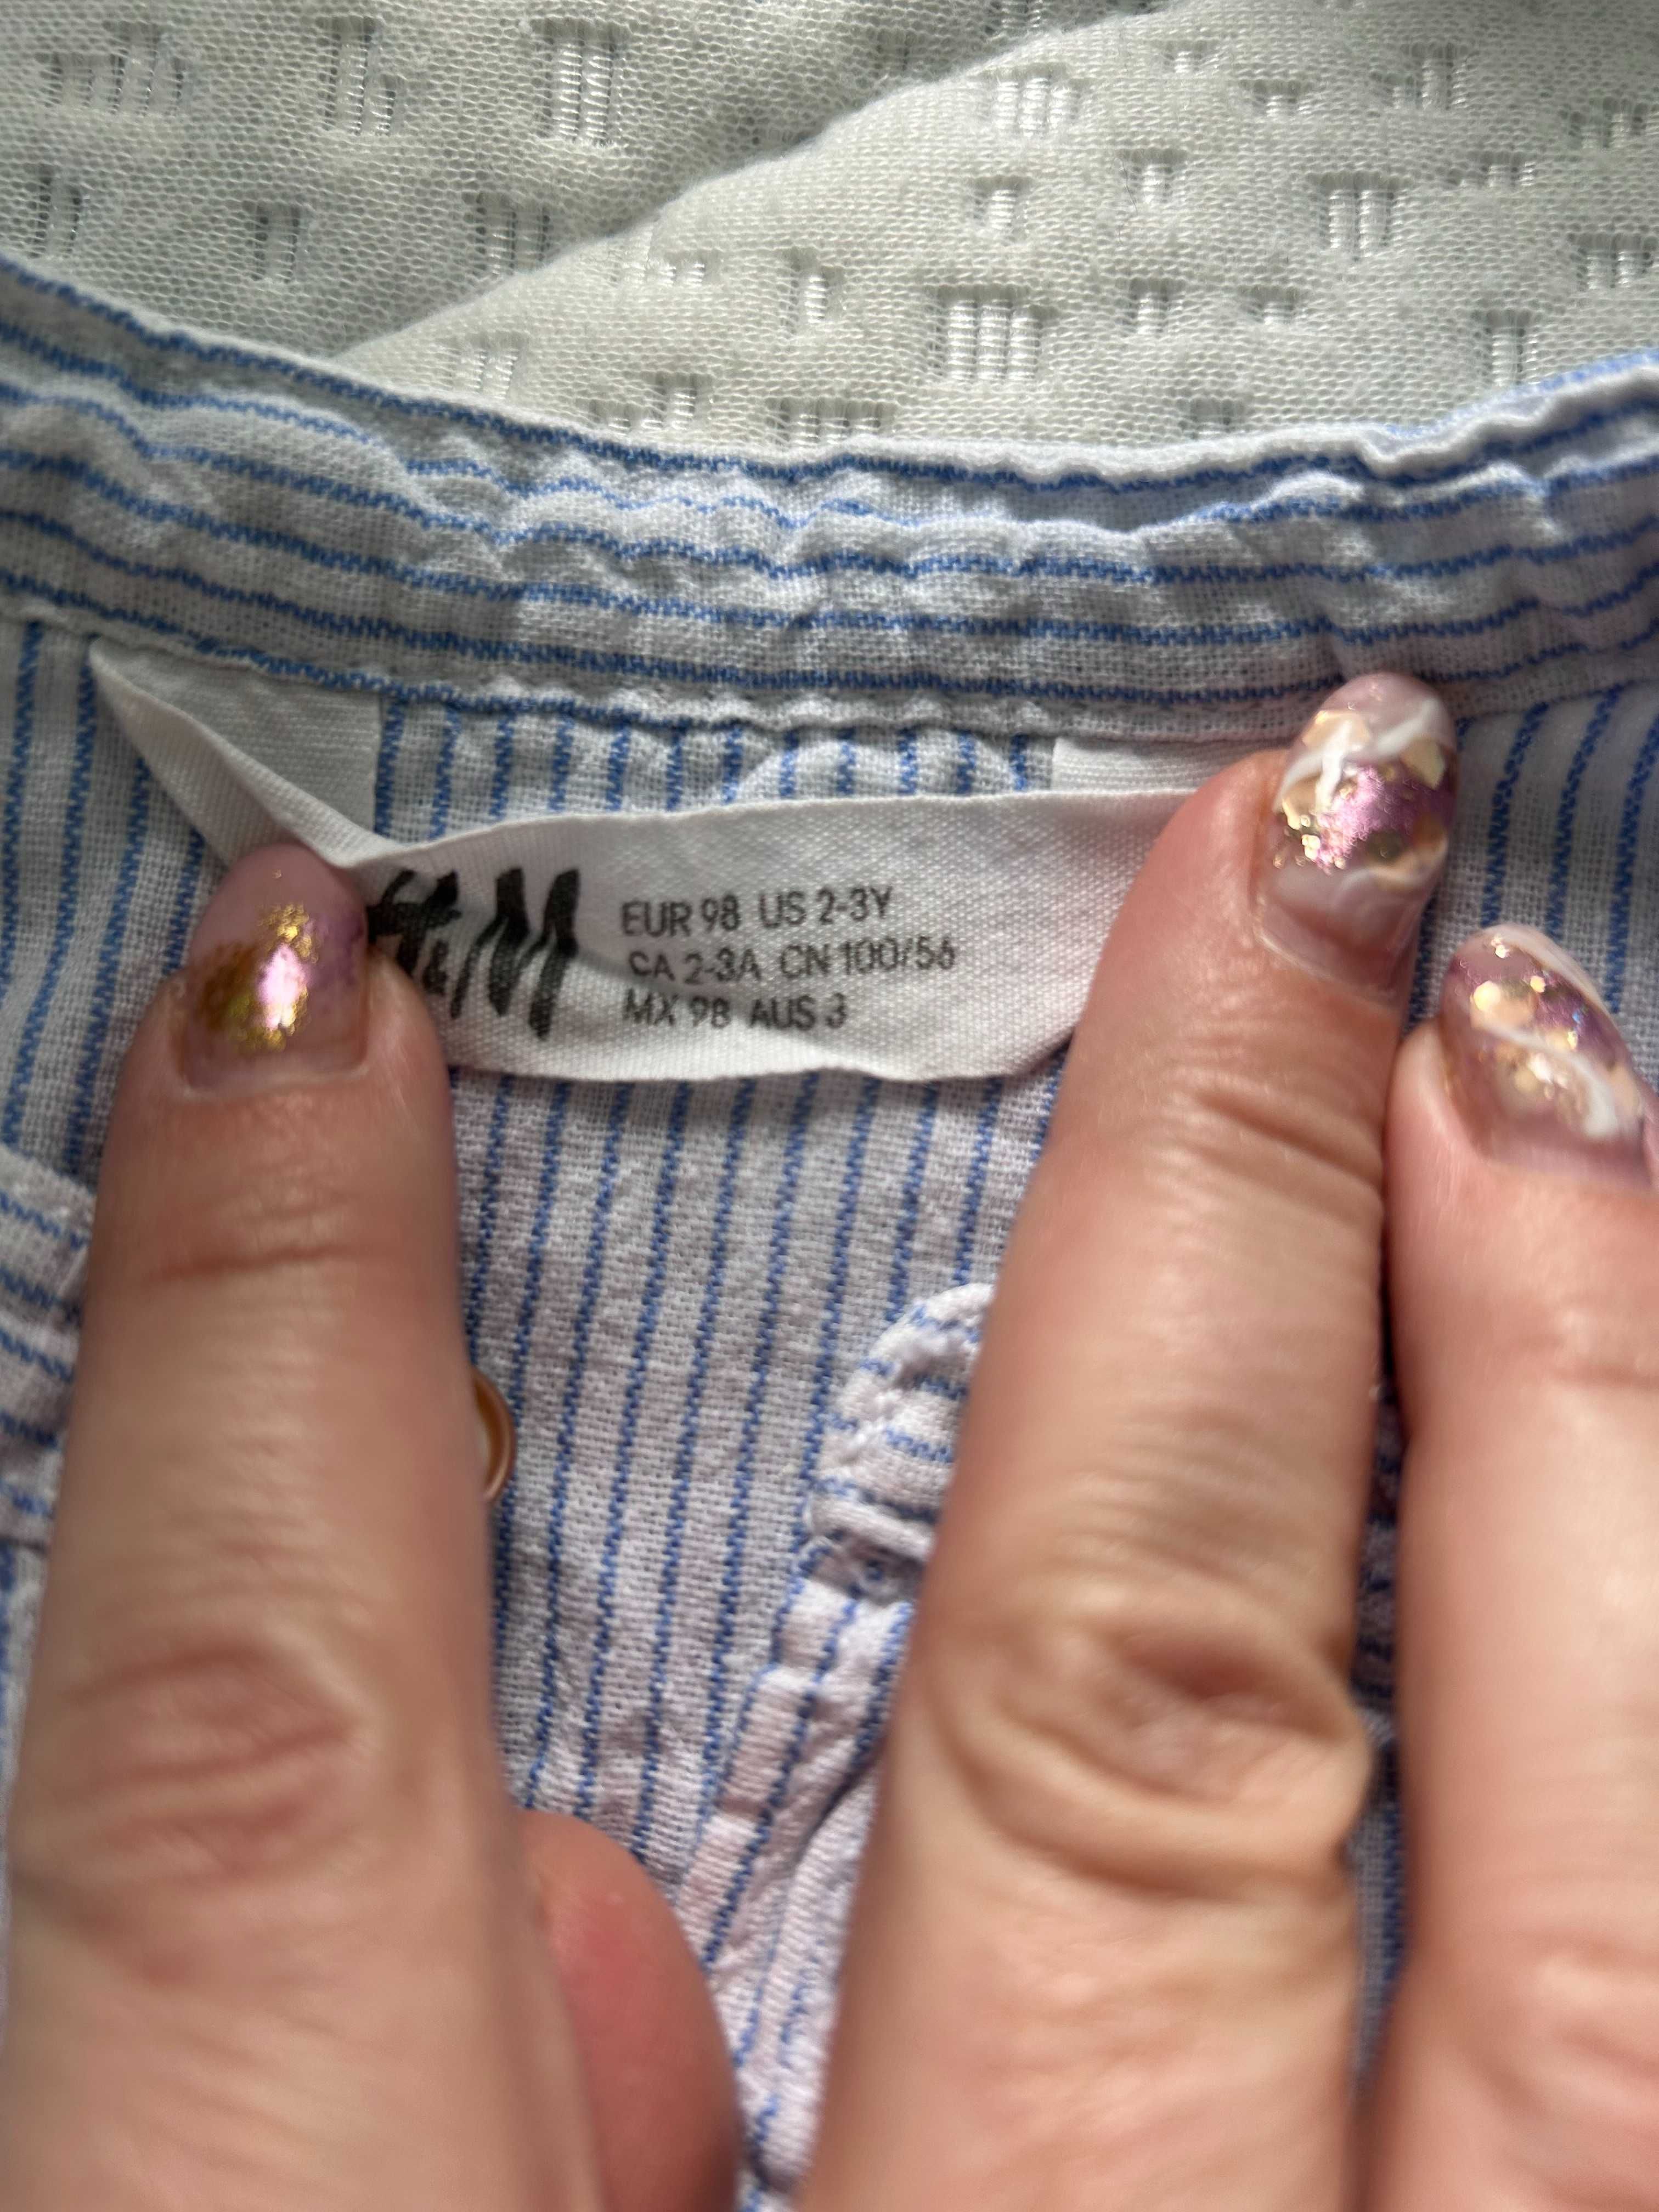 H&M
EUR 98 US 2-3Y
CA 2-3A CN 100/56
MX 98 AUS 3